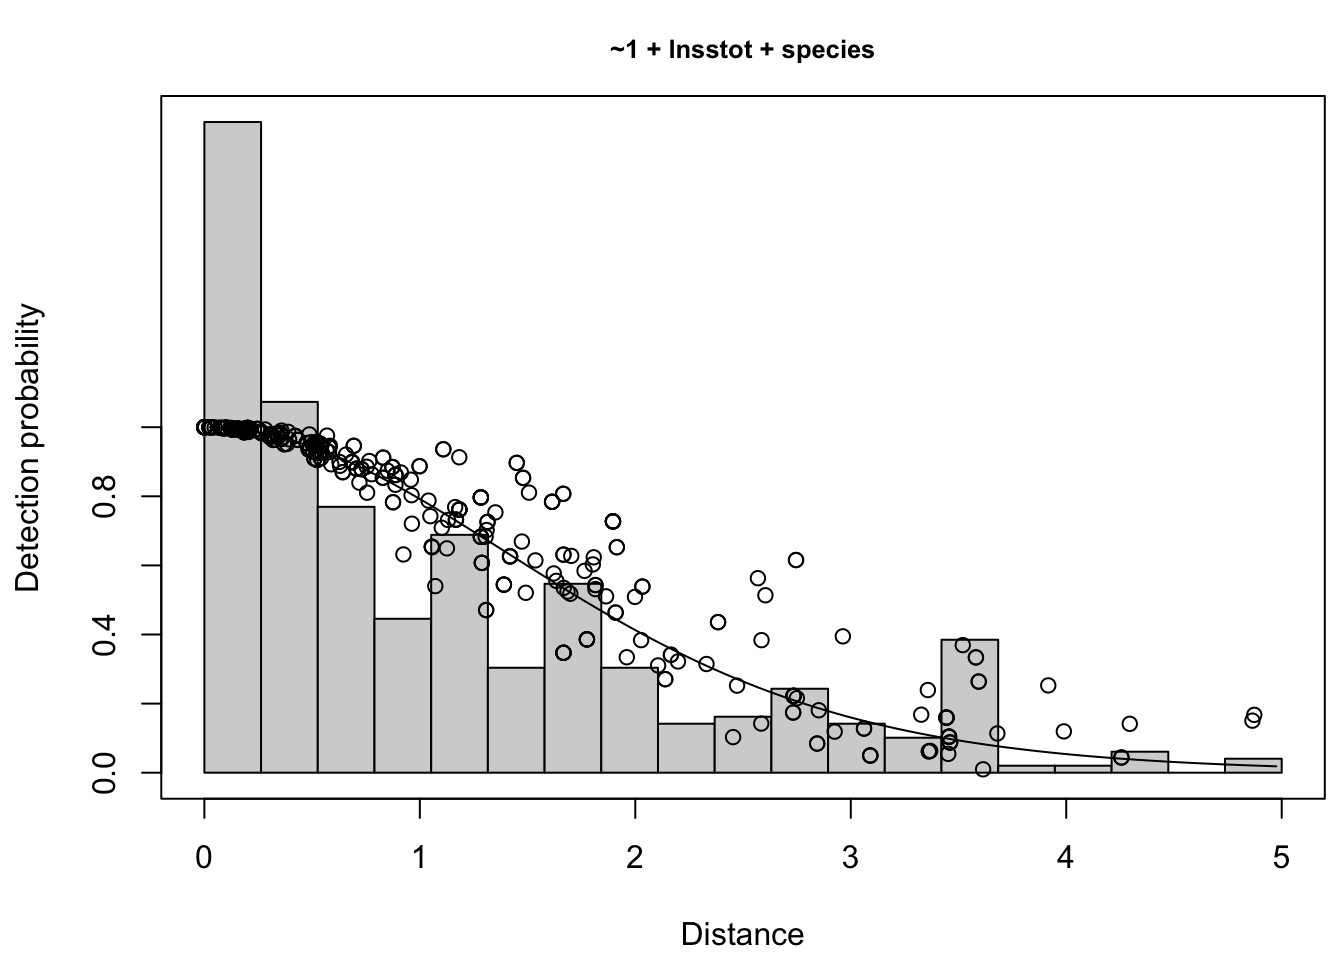 ~1 + lnsstot + species
Detection probability
0.8
0.4
0.0
0 1 2 3 4 5
Distance